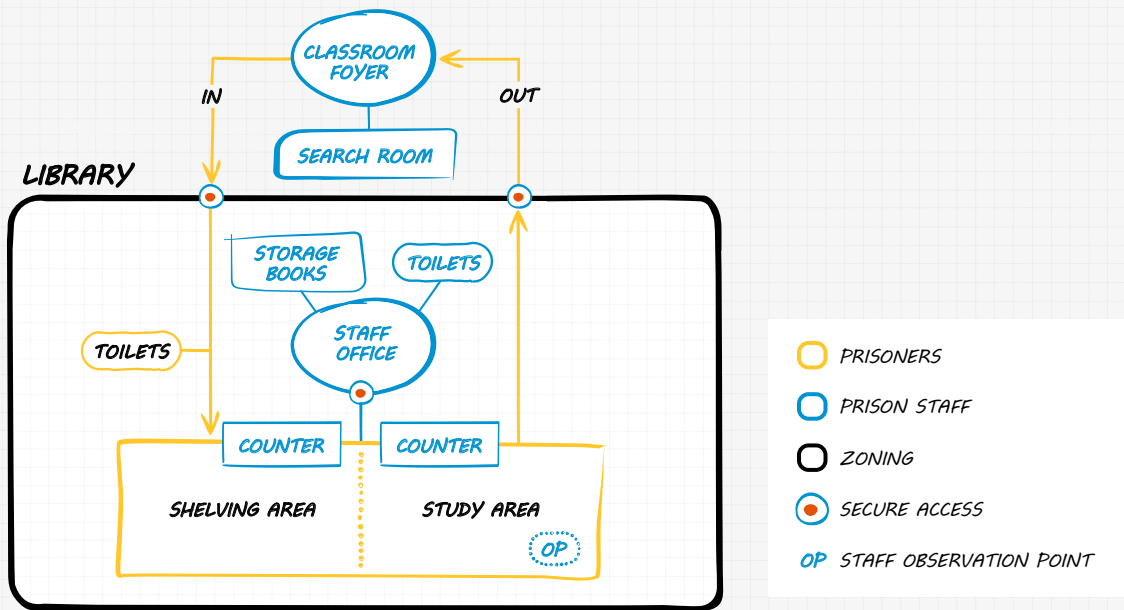 CLASSROOM
FOYER
IN
OUT
SEARCH ROOM
LIBRARY
STORAGE
BOOKS
TOILETS
STAFF
OFFICE
TOILETS
COUNTER
COUNTER
SHELVING AREA
STUDY AREA
OP
PRISONERS
PRISON STAFF
ZONING
SECURE ACCESS
OP STAFF OBSERVATION POINT